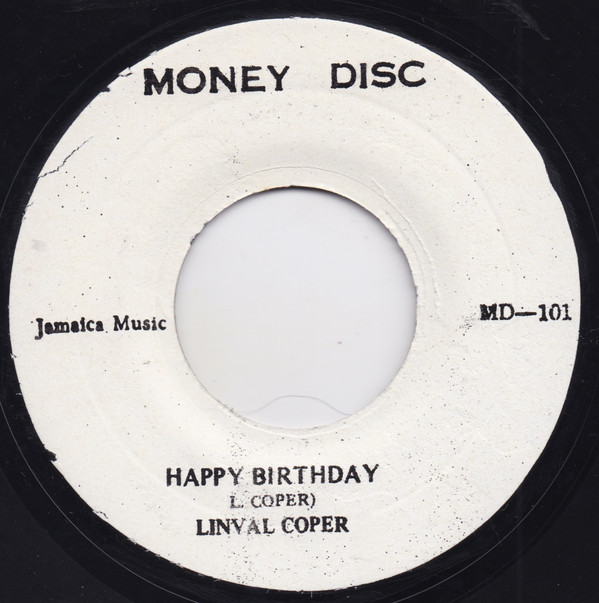 MONEY DISC
Jamaica Music
MD—101
HAPPY BIRTHDAY
L. COPER)
LINVAL COPER